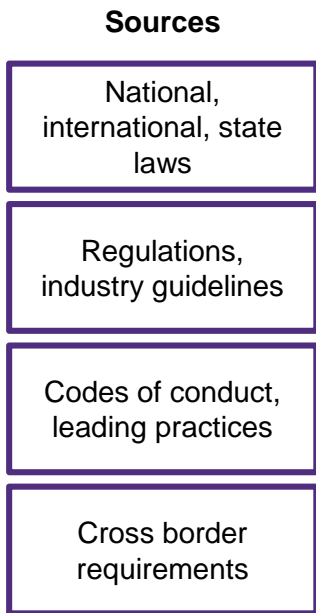 Sources
National,
international, state
laws
Regulations,
industry guidelines
Codes of conduct,
leading practices
Cross border
requirements